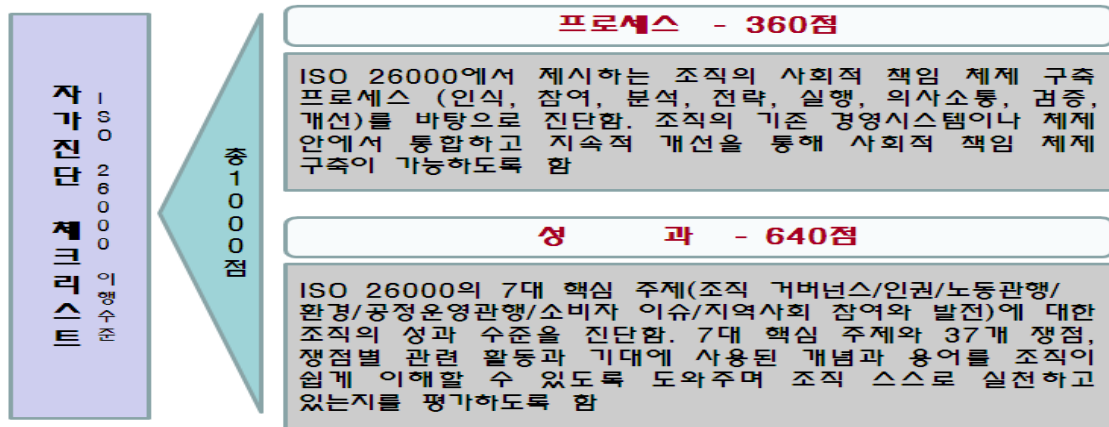 ISO 26000 이행수준
자가진단 체크리스트
총1000점
프로세스 - 360점
ISO 26000에서 제시하는 조직의 사회적 책임 체제 구축
프로세스 (인식, 참여, 분석, 전략, 실행, 의사소통, 검증,
개선)를 바탕으로 진단함. 조직의 기존 경영시스템이나 체제
안에서 통합하고 지속적 개선을 통해 사회적 책임 체제
구축이 가능하도록 함
성 과 - 640점
ISO 26000의 7대 핵심 주제(조직 거버넌스/인권/노동관행/
환경/공정운영관행/소비자 이슈/지역사회 참여와 발전)에 대한
조직의 성과 수준을 진단함. 7대 핵심 주제와 37개 쟁점,
쟁점별 관련 활동과 기대에 사용된 개념과 용어를 조직이
쉽게 이해할 수 있도록 도와주며 조직 스스로 실천하고
있는지를 평가하도록 함